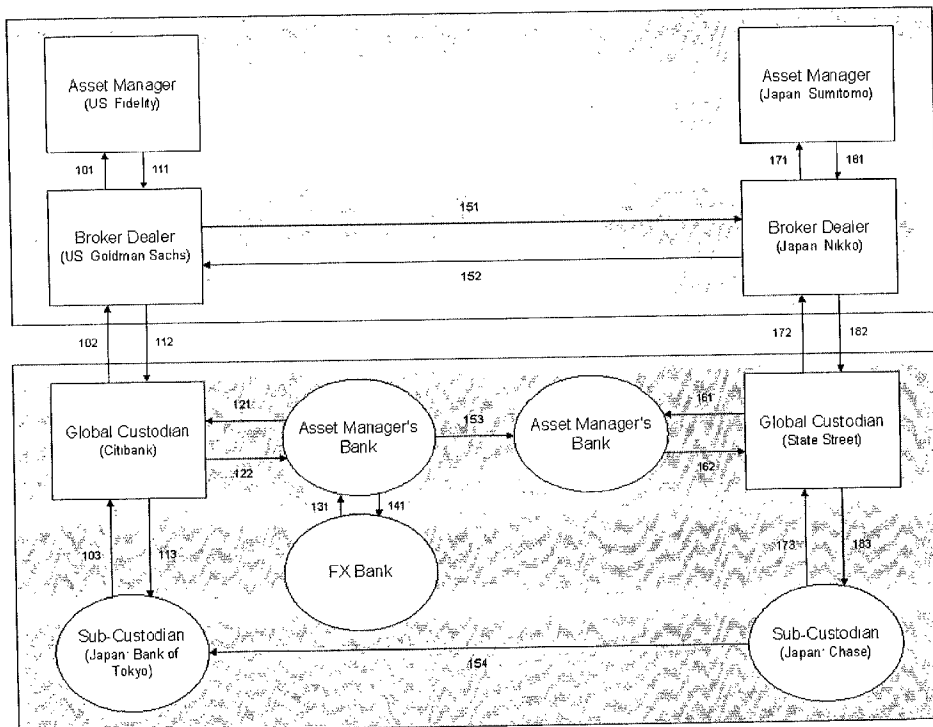 Asset Manager
(US Fidelity)
Asset Manager
(Japan Sumitomo)
101
111
171
181
151
Broker Dealer
(US Goldman Sachs)
Broker Dealer
(Japan Nikko)
152
102
112
172
182
121
161
Global Custodian
(Citibank)
Asset Manager's
Bank
153
Asset Manager's
Bank
Global Custodian
(State Street)
122
162
131
141
103
113
173
183
FX Bank
Sub-Custodian
(Japan: Bank of
Tokyo)
Sub-Custodian
(Japan: Chase)
154